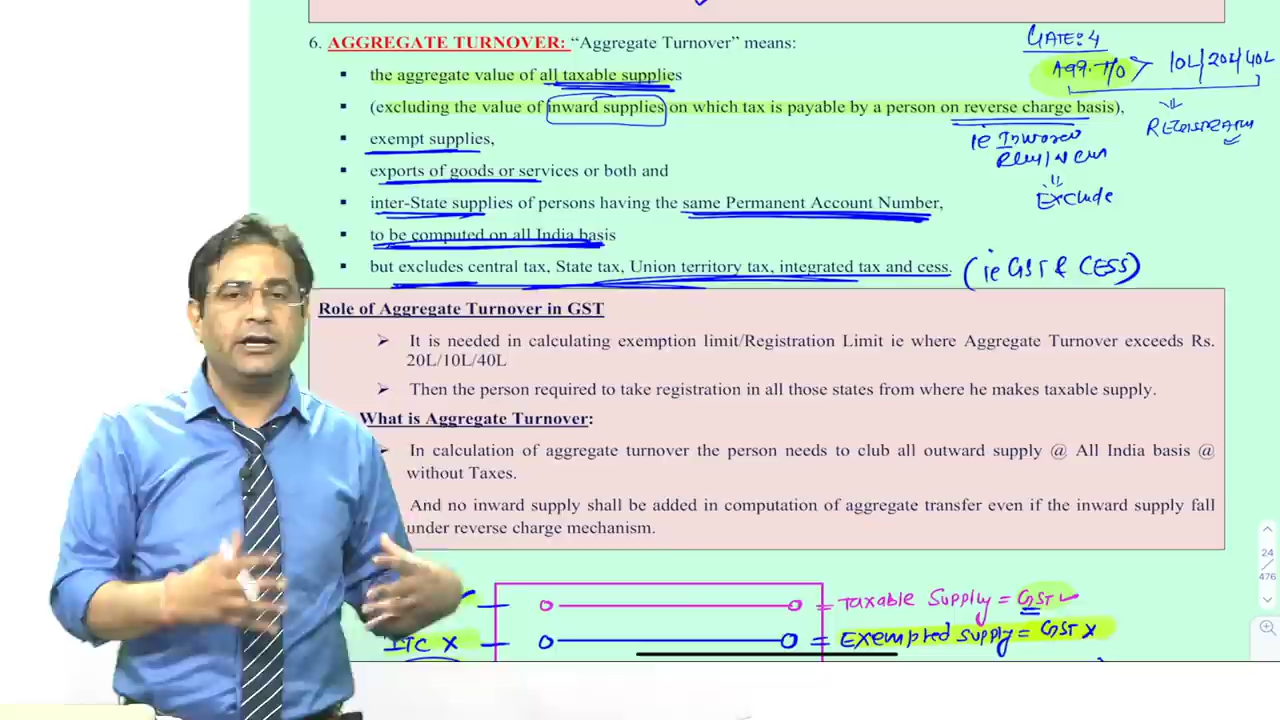 6. AGGREGATE TURNOVER: “Aggregate Turnover” means:
▪ the aggregate value of all taxable supplies
▪ (excluding the value of inward supplies on which tax is payable by a person on reverse charge basis),
▪ exempt supplies,
▪ exports of goods or services or both and
▪ inter-State supplies of persons having the same Permanent Account Number,
▪ to be computed on all India basis
▪ but excludes central tax, State tax, Union territory tax, integrated tax and cess. (ie GST & CESS)
GATE: 4
Agg. T/O > 10L/20L/40L
REGISTRATION
ie Inward
Exclude
Role of Aggregate Turnover in GST
➢ It is needed in calculating exemption limit/Registration Limit ie where Aggregate Turnover exceeds Rs.
20L/10L/40L
➢ Then the person required to take registration in all those states from where he makes taxable supply.
What is Aggregate Turnover:
In calculation of aggregate turnover the person needs to club all outward supply @ All India basis @
without Taxes.
And no inward supply shall be added in computation of aggregate transfer even if the inward supply fall
under reverse charge mechanism.
= Taxable Supply = GST ✓
ITC X = Exempted supply = GST X
24
/
476